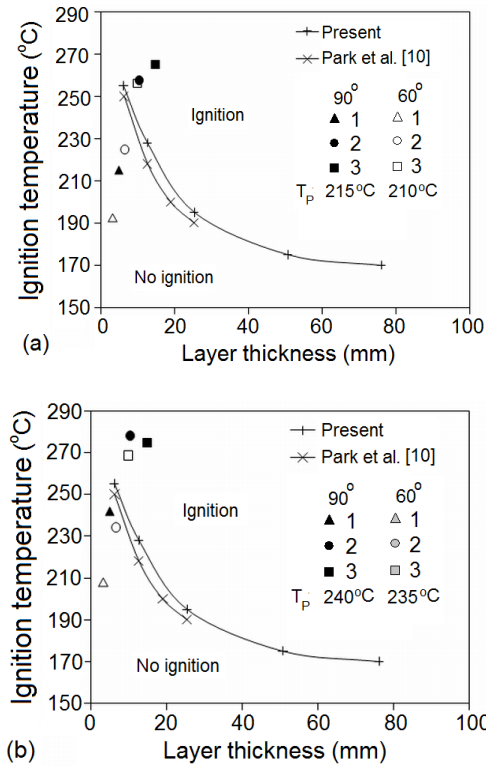 290
270
250
230
210
190
170
150
Ignition temperature (°C)
Present
Park et al. [10]
90° 60°
1 1
2 2
3 3
T_P 215°C 210°C
Ignition
No ignition
0 20 40 60 80 100
Layer thickness (mm)
(a)
290
270
250
230
210
190
170
150
Ignition temperature (°C)
Present
Park et al. [10]
90° 60°
1 1
2 2
3 3
T_P 240°C 235°C
Ignition
No ignition
0 20 40 60 80 100
Layer thickness (mm)
(b)